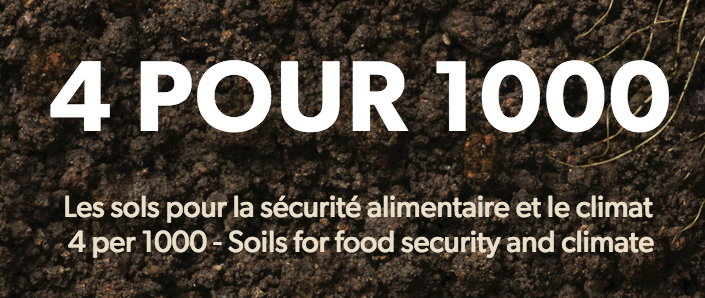 4 POUR 1000
Les sols pour la sécurité alimentaire et le climat
4 per 1000 - Soils for food security and climate